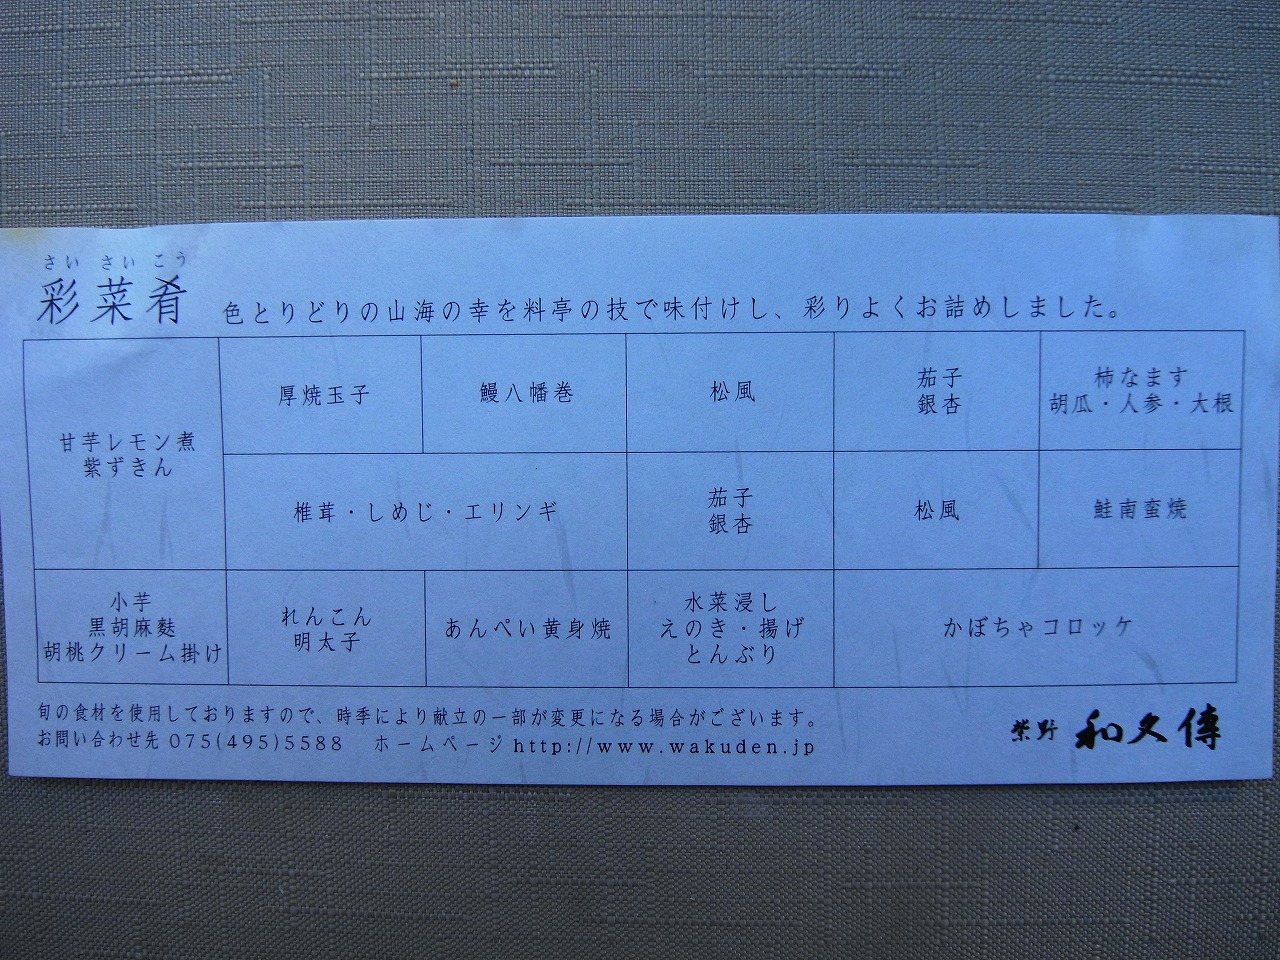 さい さい こう
彩菜肴
色とりどりの山海の幸を料亭の技で味付けし、彩りよくお詰めしました。
甘芋レモン煮
紫ずきん
厚焼玉子
鰻八幡巻
松風
茄子
銀杏
柿なます
胡瓜・人参・大根
椎茸・しめじ・エリンギ
茄子
銀杏
松風
鮭南蛮焼
小芋
黒胡麻麩
胡桃クリーム掛け
れんこん
明太子
あんぺい黄身焼
水菜浸し
えのき・揚げ
とんぶり
かぼちゃコロッケ
旬の食材を使用しておりますので、時季により献立の一部が変更になる場合がございます。
お問い合わせ先 075(495)5588 ホームページ http://www.wakuden.jp
紫野 和久傳